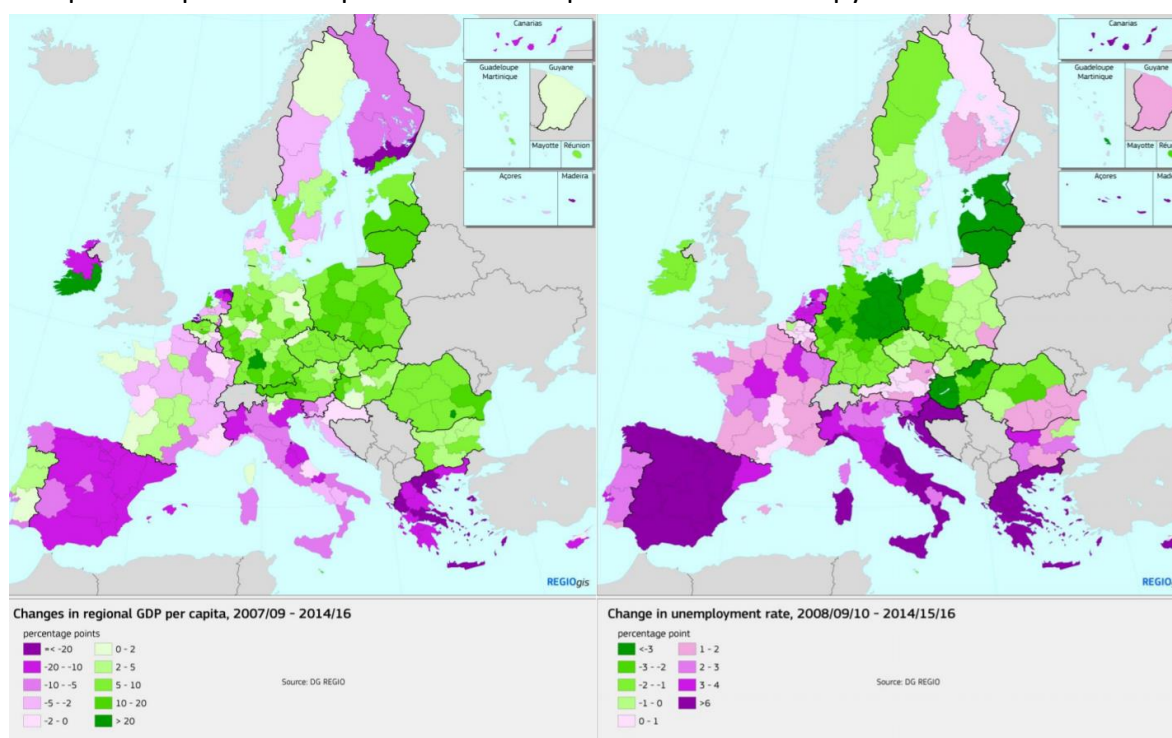 Canarias
Guadeloupe
Martinique
Guyane
Mayotte
Réunion
Açores
Madeira
REGIOgis
Changes in regional GDP per capita, 2007/09 - 2014/16
percentage points
=< -20
-20 - -10
-10 - -5
-5 - -2
-2 - 0
0 - 2
2 - 5
5 - 10
10 - 20
> 20
Source: DG REGIO
Canarias
Guadeloupe
Martinique
Guyane
Mayotte
Réu
Açores
Madei
REGIO
Change in unemployment rate, 2008/09/10 - 2014/15/16
percentage point
<-3
-3 - -2
-2 - -1
-1 - 0
0 - 1
1 - 2
2 - 3
3 - 4
>6
Source: DG REGIO